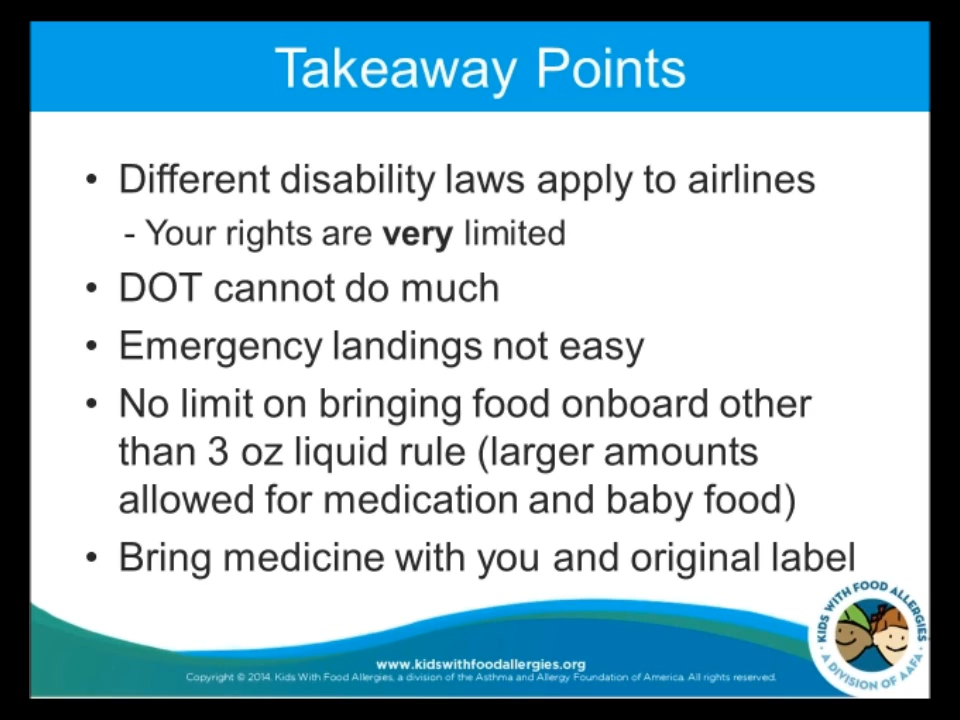 Takeaway Points
• Different disability laws apply to airlines
- Your rights are very limited
• DOT cannot do much
• Emergency landings not easy
• No limit on bringing food onboard other
than 3 oz liquid rule (larger amounts
allowed for medication and baby food)
• Bring medicine with you and original label
KIDS WITH FOOD ALLERGIES
A DIVISION OF AAFA
www.kidswithfoodallergies.org
Copyright © 2014. Kids With Food Allergies, a division of the Asthma and Allergy Foundation of America. All rights reserved.